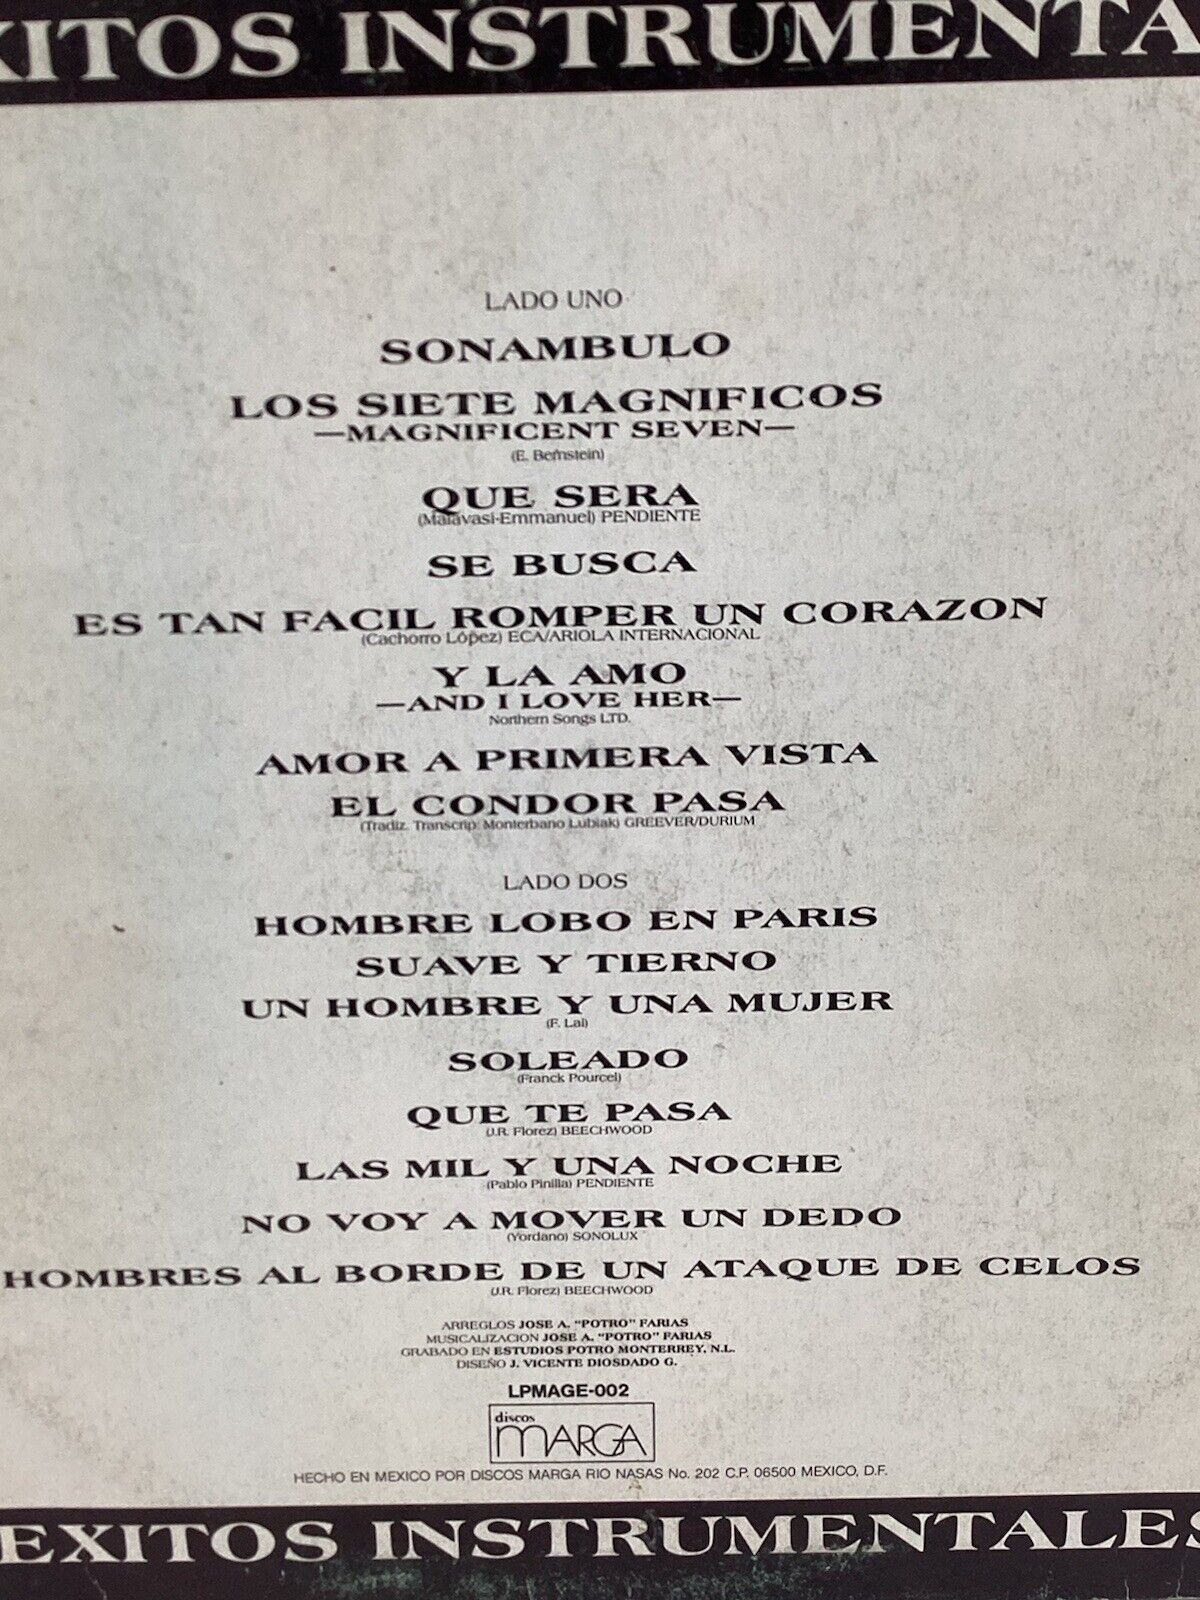 XITOS INSTRUMENTA
LADO UNO
SONAMBULO
LOS SIETE MAGNIFICOS
—MAGNIFICENT SEVEN—
(E. Bernstein)
QUE SERA
(Malavasi-Emmanuel) PENDIENTE
SE BUSCA
ES TAN FACIL ROMPER UN CORAZON
(Cachorro López) ECA/ARIOLA INTERNACIONAL
Y LA AMO
—AND I LOVE HER—
Northern Songs LTD.
AMOR A PRIMERA VISTA
EL CONDOR PASA
(Tradiz. Transcrip: Monterbano Lubiak) GREEVER/DURIUM
LADO DOS
HOMBRE LOBO EN PARIS
SUAVE Y TIERNO
UN HOMBRE Y UNA MUJER
(F. Lai)
SOLEADO
(Franck Pourcel)
QUE TE PASA
(J.R. Florez) BEECHWOOD
LAS MIL Y UNA NOCHE
(Pablo Pinilla) PENDIENTE
NO VOY A MOVER UN DEDO
(Yordano) SONOLUX
HOMBRES AL BORDE DE UN ATAQUE DE CELOS
(J.R. Florez) BEECHWOOD
ARREGLOS JOSE A. "POTRO" FARIAS
MUSICALIZACION JOSE A. "POTRO" FARIAS
GRABADO EN ESTUDIOS POTRO MONTERREY, N.L.
DISEÑO J. VICENTE DIOSDADO G.
LPMAGE-002
discos
MARGA
HECHO EN MEXICO POR DISCOS MARGA RIO NASAS No. 202 C.P. 06500 MEXICO, D.F.
EXITOS INSTRUMENTALES